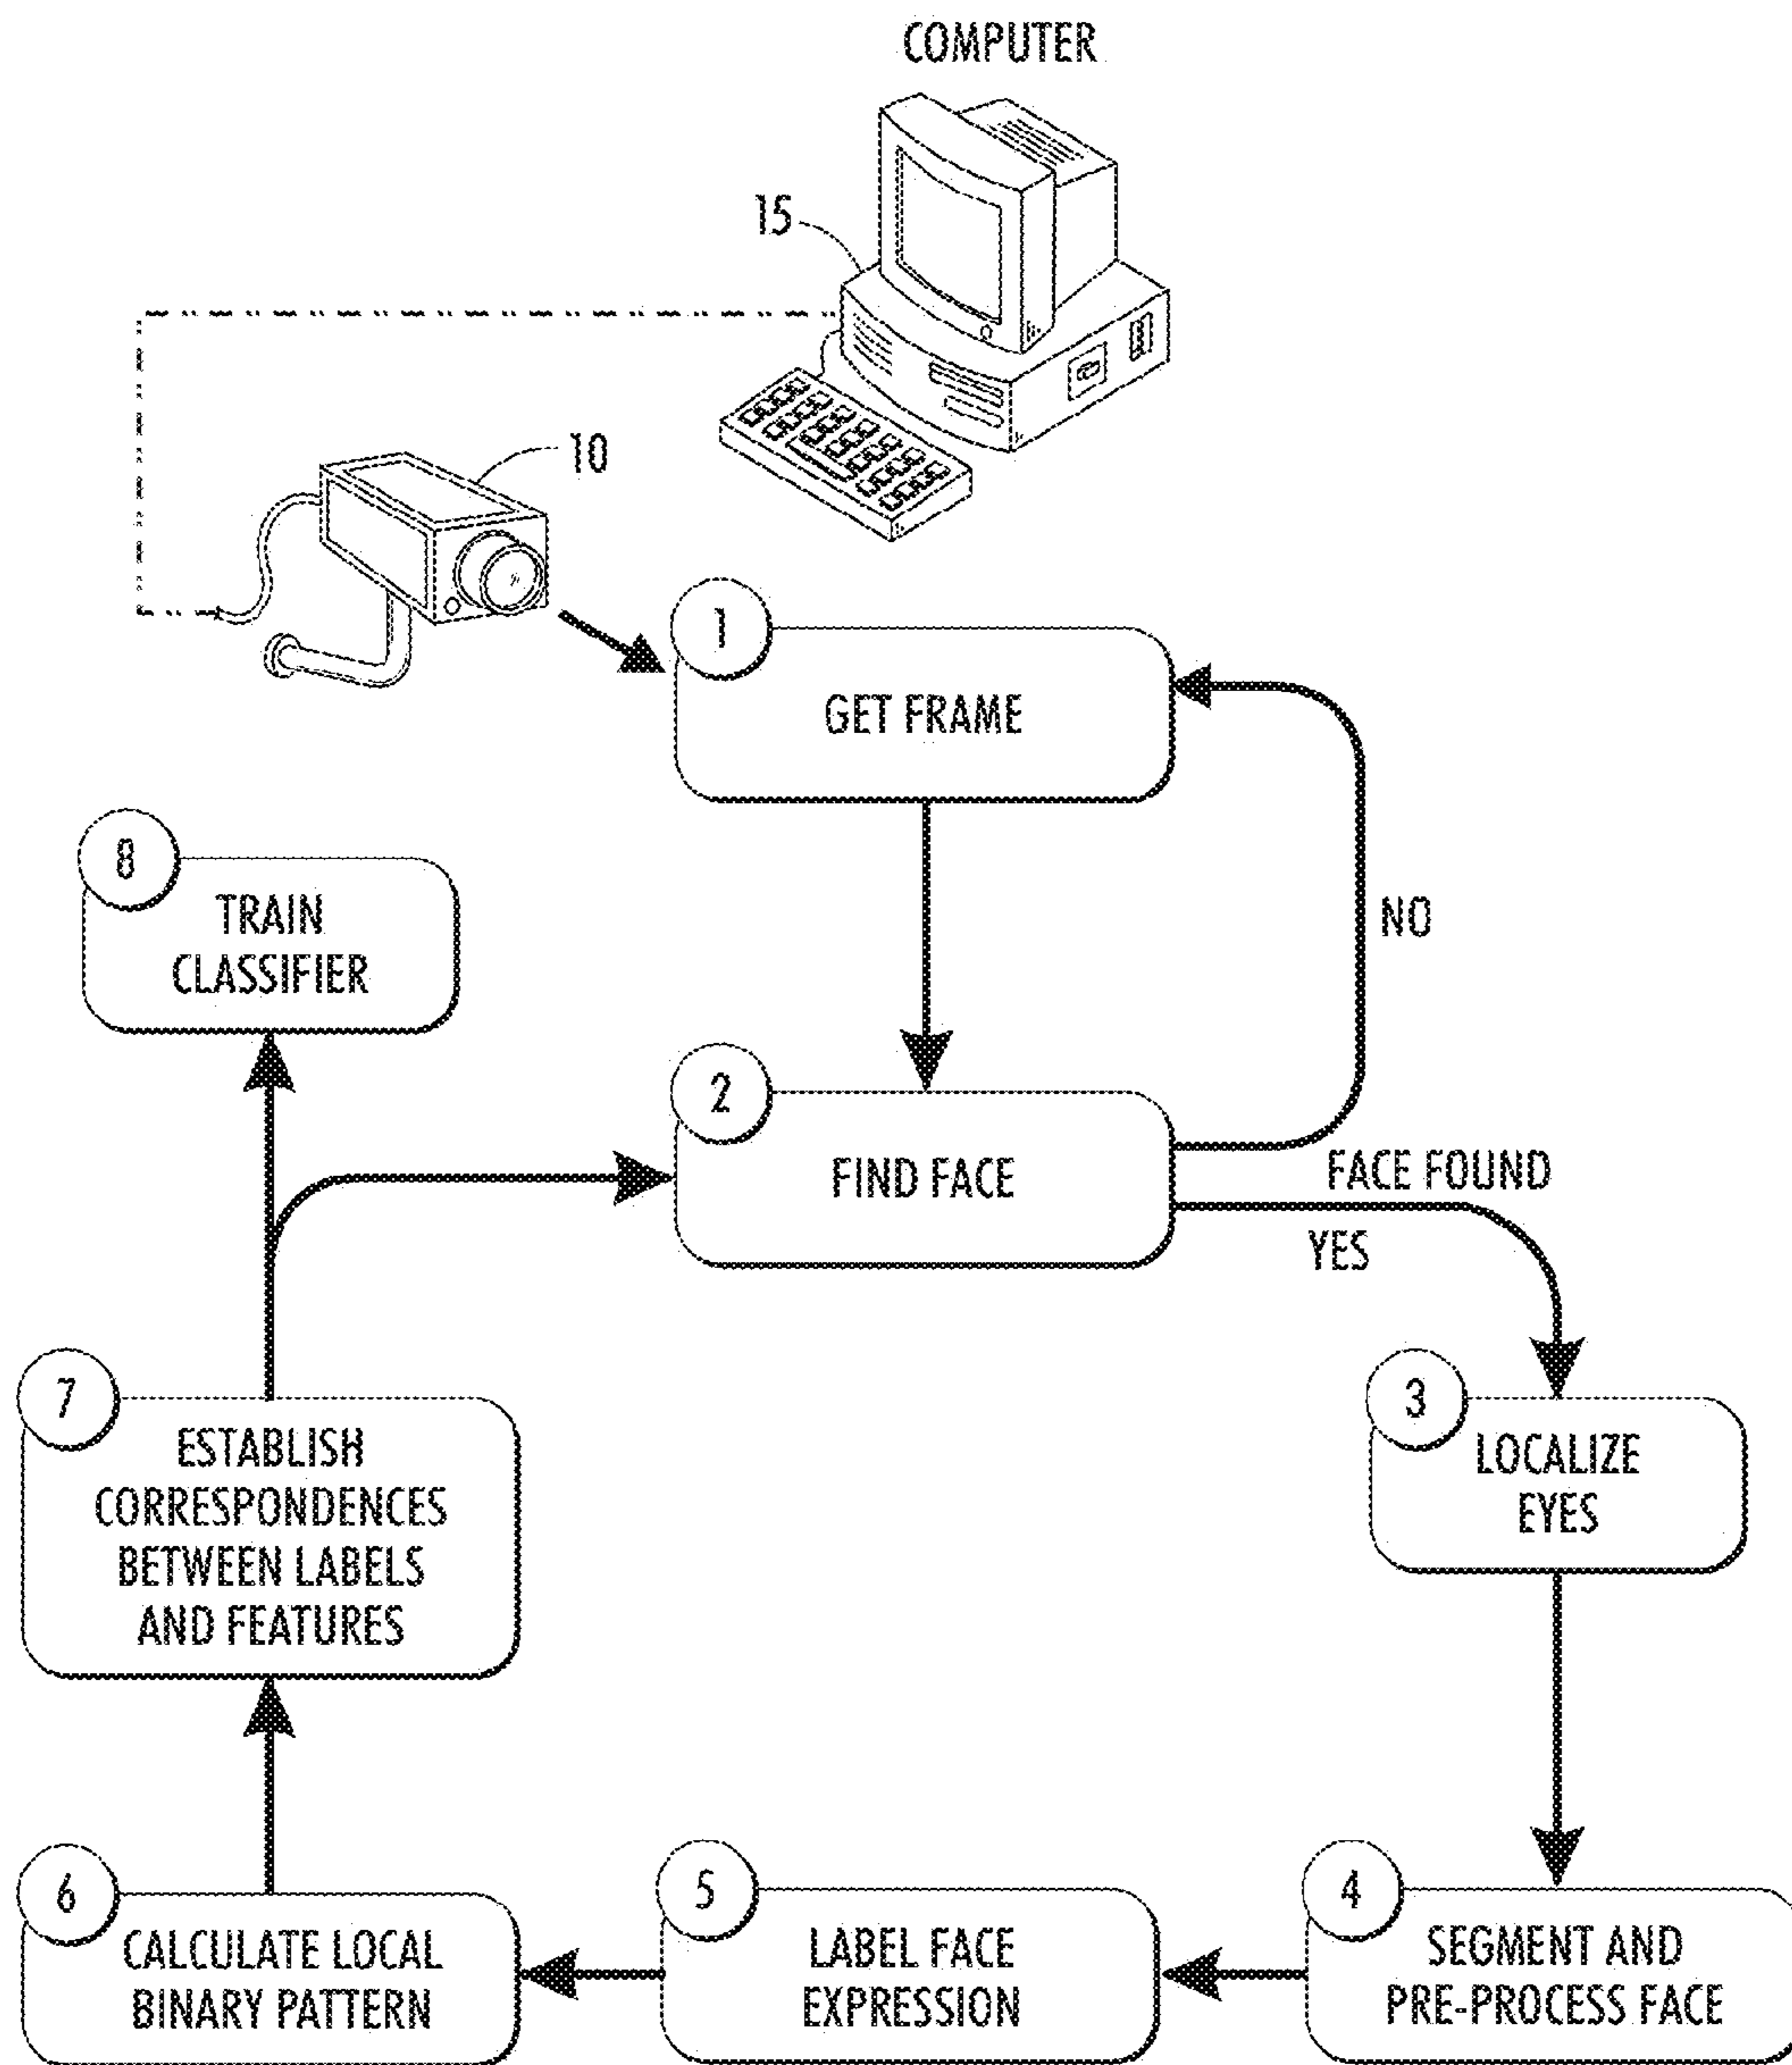 COMPUTER
15
10
1
GET FRAME
8
TRAIN
CLASSIFIER
NO
2
FIND FACE
FACE FOUND
YES
3
LOCALIZE
EYES
7
ESTABLISH
CORRESPONDENCES
BETWEEN LABELS
AND FEATURES
6
CALCULATE LOCAL
BINARY PATTERN
5
LABEL FACE
EXPRESSION
4
SEGMENT AND
PRE-PROCESS FACE